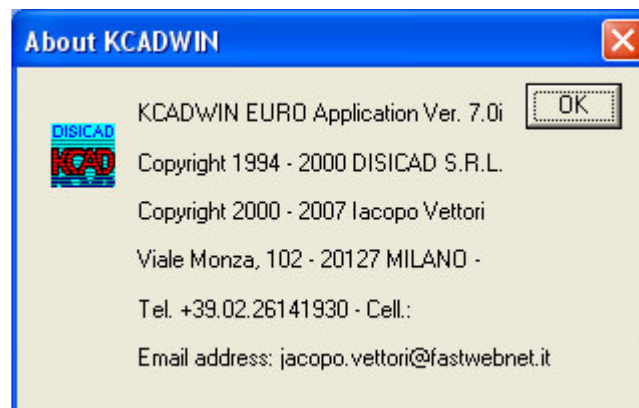 About KCADWIN
KCADWIN EURO Application Ver. 7.0i
OK
DISICAD
KCAD
Copyright 1994 - 2000 DISICAD S.R.L.
Copyright 2000 - 2007 Iacopo Vettori
Viale Monza, 102 - 20127 MILANO -
Tel. +39.02.26141930 - Cell.:
Email address: jacopo.vettori@fastwebnet.it